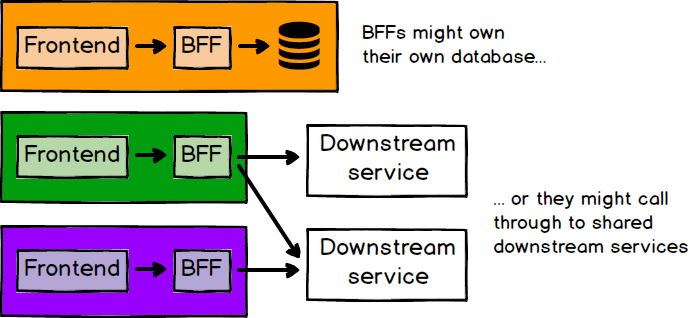 Frontend
BFF
BFFs might own
their own database...
Frontend
BFF
Downstream
service
... or they might call
through to shared
downstream services
Frontend
BFF
Downstream
service